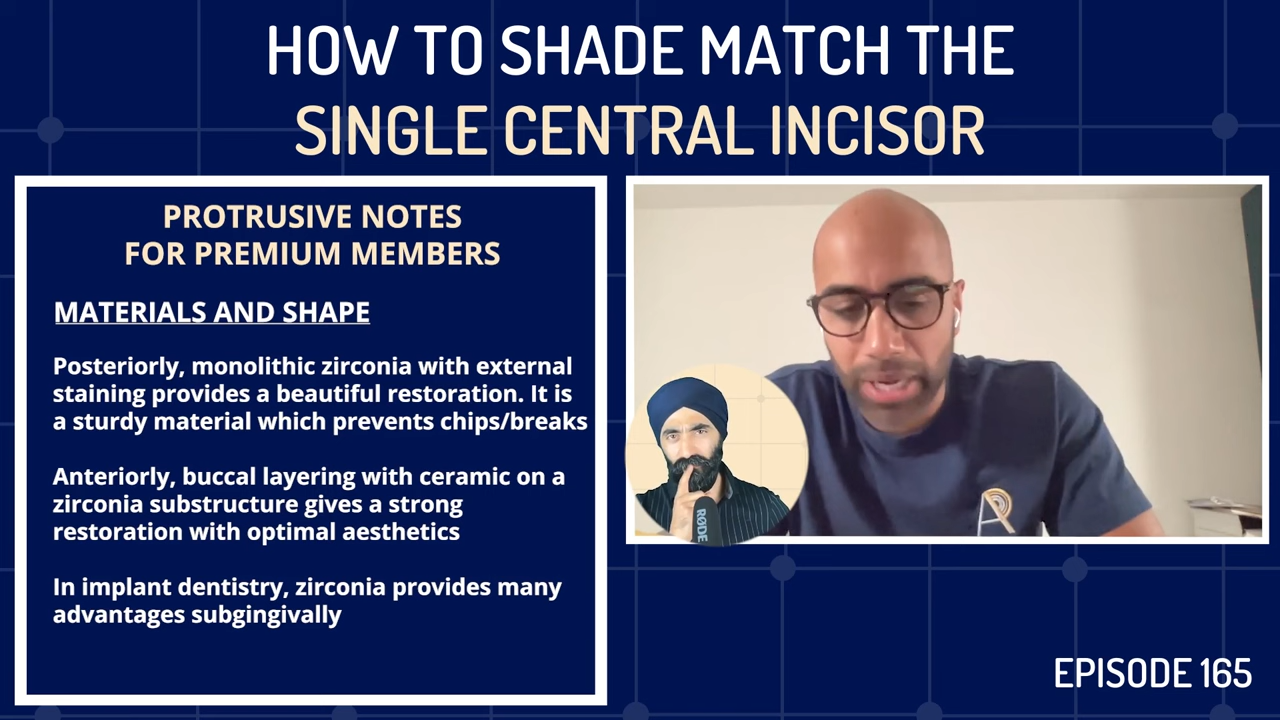 HOW TO SHADE MATCH THE
SINGLE CENTRAL INCISOR
PROTRUSIVE NOTES
FOR PREMIUM MEMBERS
MATERIALS AND SHAPE
Posteriorly, monolithic zirconia with external
staining provides a beautiful restoration. It is
a sturdy material which prevents chips/breaks
Anteriorly, buccal layering with ceramic on a
zirconia substructure gives a strong
restoration with optimal aesthetics
In implant dentistry, zirconia provides many
advantages subgingivally
RØDE
EPISODE 165